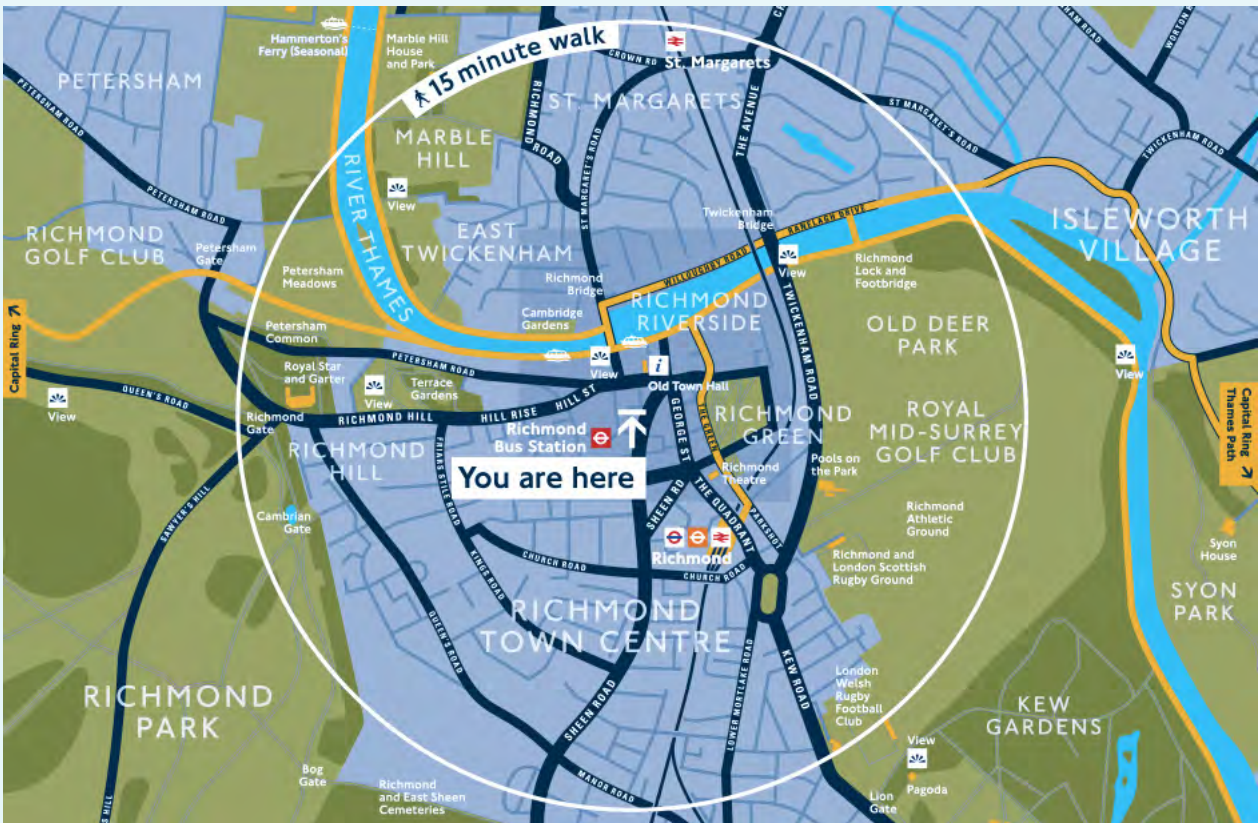 Hammerton's
Ferry (Seasonal)
Marble Hill
House
and Park
15 minute walk
CROWN RD
St. Margarets
WORTON RD
PETERSHAM
PETERSHAM ROAD
RICHMOND
ROAD
ST. MARGARETS
THE AVENUE
ST MARGARET'S ROAD
TWICKENHAM ROAD
MARBLE
HILL
RIVER THAMES
View
ST MARGARET'S ROAD
PETERSHAM ROAD
Twickenham
Bridge
RANELAGH DRIVE
ISLEWORTH
VILLAGE
RICHMOND
GOLF CLUB
Petersham
Gate
EAST
TWICKENHAM
WILLOUGHBY ROAD
View
Richmond
Lock and
Footbridge
Petersham
Meadows
Richmond
Bridge
RICHMOND
RIVERSIDE
TWICKENHAM ROAD
Capital Ring
Cambridge
Gardens
OLD DEER
PARK
Petersham
Common
PETERSHAM ROAD
View
i
Old Town Hall
View
Royal Star
and Garter
View
Terrace
Gardens
View
QUEEN'S ROAD
Richmond
Gate
RICHMOND HILL
HILL RISE
HILL ST
GEORGE ST
THE GREEN
RICHMOND
GREEN
ROYAL
MID-SURREY
GOLF CLUB
Capital Ring
Thames Path
Richmond
Bus Station
RICHMOND
HILL
FRIARS STILE ROAD
You are here
Richmond
Theatre
Pools on
the Park
SHEEN RD
THE QUADRANT
PARKSHOT
SAWYER'S HILL
Cambrian
Gate
Richmond
Athletic
Ground
Syon
House
KINGS ROAD
CHURCH ROAD
Richmond
CHURCH ROAD
Richmond and
London Scottish
Rugby Ground
SYON
PARK
QUEEN'S ROAD
RICHMOND
TOWN CENTRE
RICHMOND
PARK
SHEEN ROAD
LOWER MORTLAKE ROAD
KEW ROAD
London
Welsh
Rugby
Football
Club
KEW
GARDENS
View
Pagoda
Bog
Gate
Richmond
and East Sheen
Cemeteries
MANOR ROAD
Lion
Gate